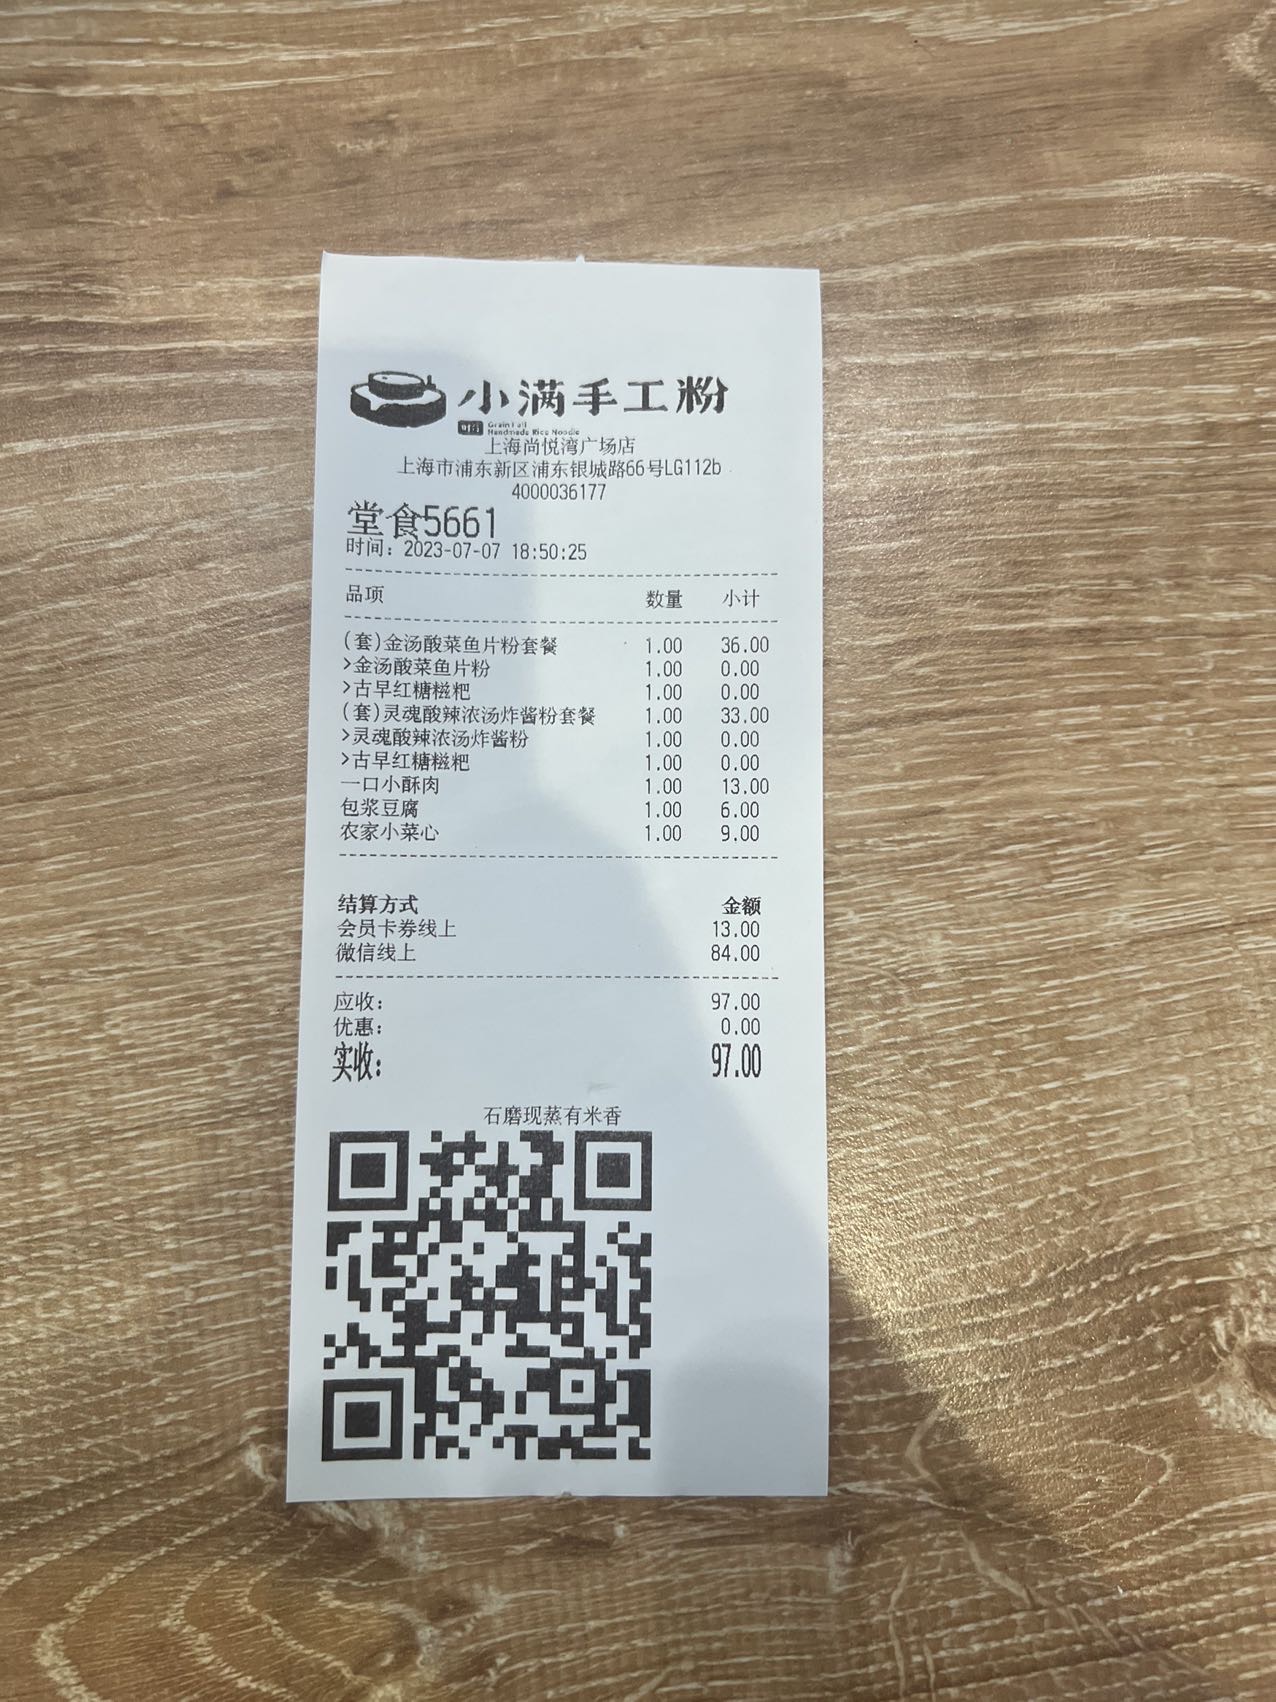 小满手工粉
Grain Full
Handmade Rice Noodle
上海尚悦湾广场店
上海市浦东新区浦东银城路66号LG112b
4000036177
堂食5661
时间：2023-07-07 18:50:25
品项 数量 小计
(套)金汤酸菜鱼片粉套餐 1.00 36.00
>金汤酸菜鱼片粉 1.00 0.00
>古早红糖糍粑 1.00 0.00
(套)灵魂酸辣浓汤炸酱粉套餐 1.00 33.00
>灵魂酸辣浓汤炸酱粉 1.00 0.00
>古早红糖糍粑 1.00 0.00
一口小酥肉 1.00 13.00
包浆豆腐 1.00 6.00
农家小菜心 1.00 9.00
结算方式 金额
会员卡券线上 13.00
微信线上 84.00
应收： 97.00
优惠： 0.00
实收： 97.00
石磨现蒸有米香